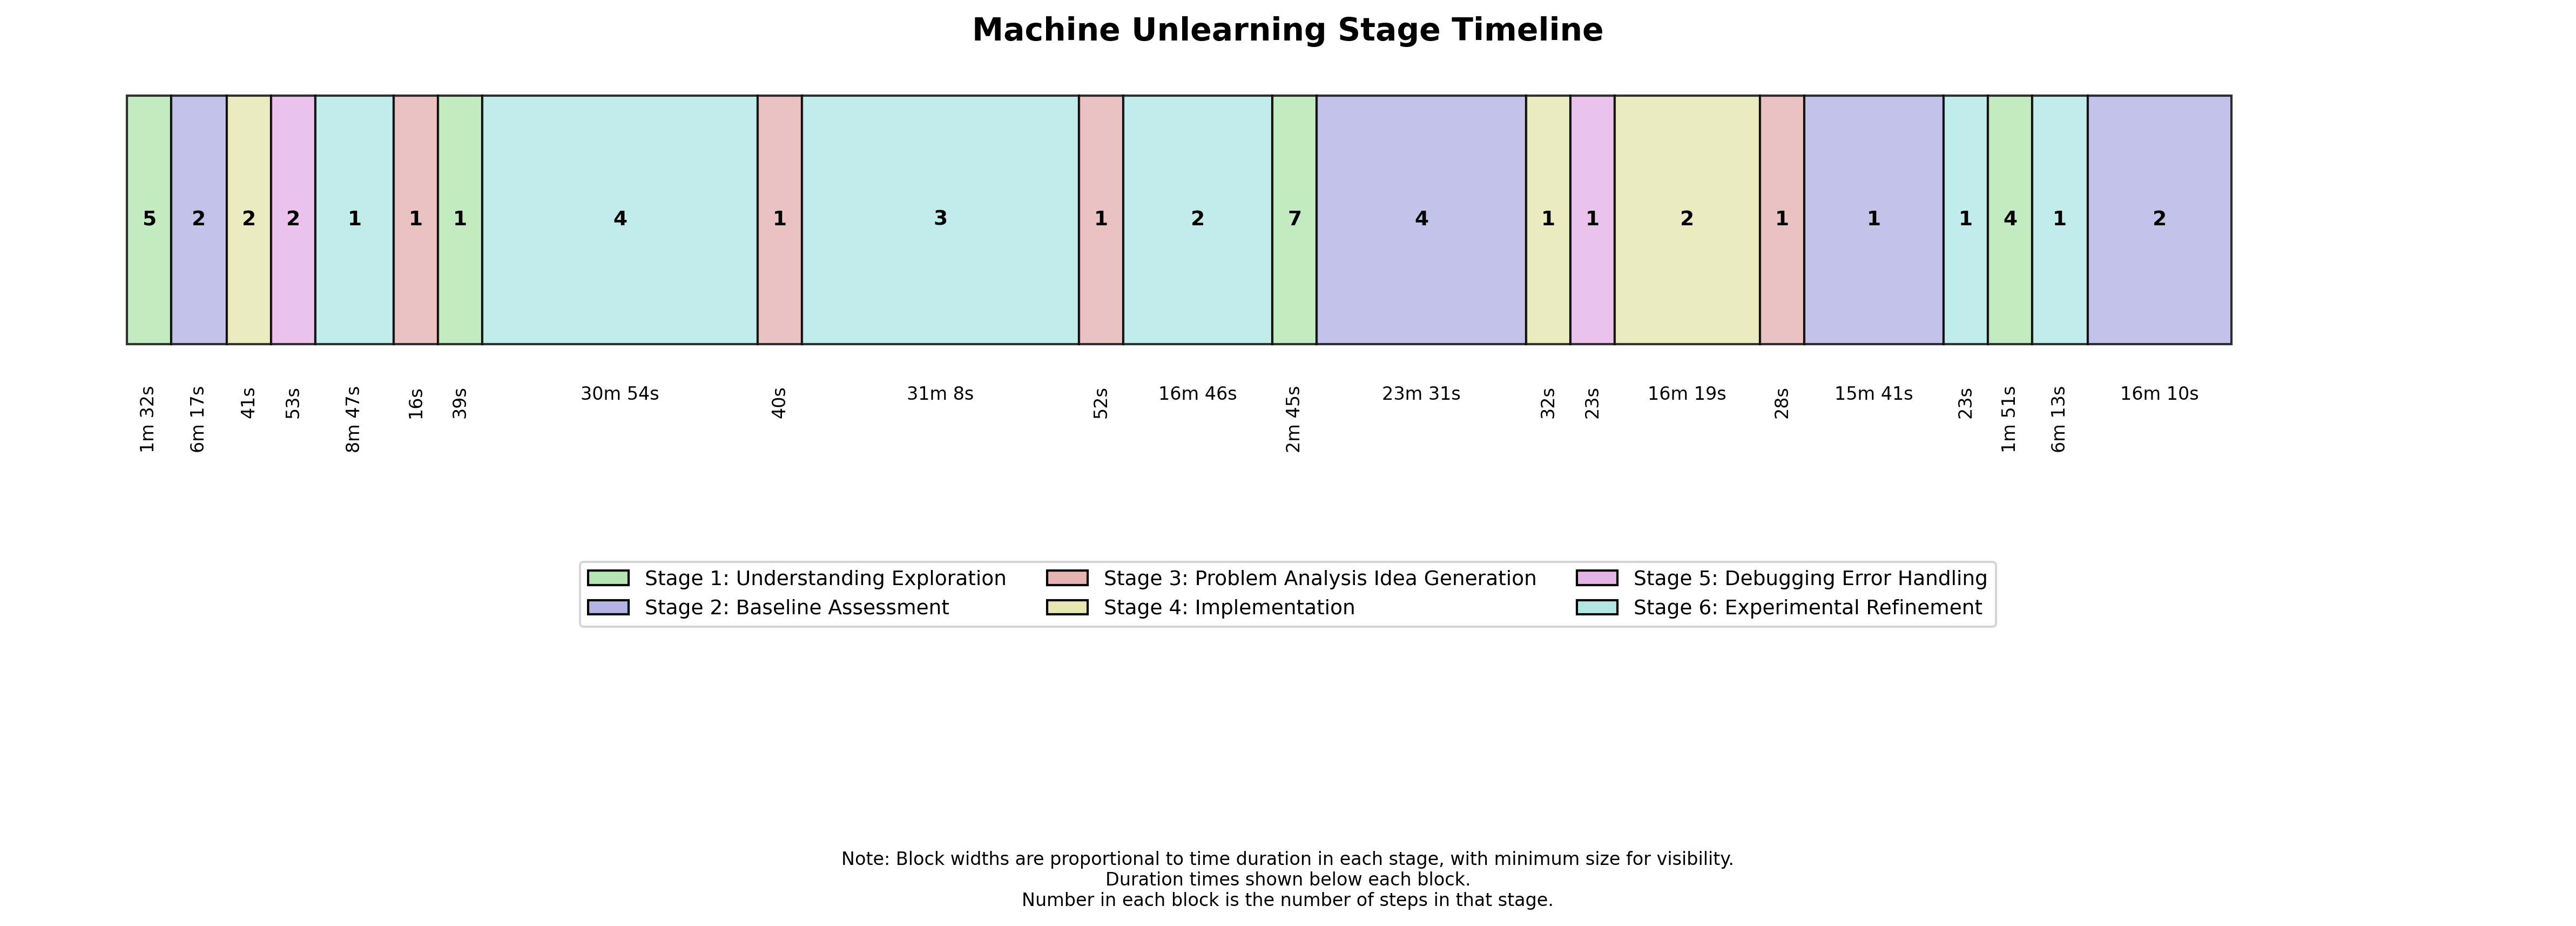 Machine Unlearning Stage Timeline
5 2 2 2 1 1 1 4 1 3 1 2 7 4 1 1 2 1 1 1 4 1 2
1m 32s 6m 17s 41s 53s 8m 47s 16s 39s 30m 54s 40s 31m 8s 52s 16m 46s 2m 45s 23m 31s 32s 23s 16m 19s 28s 15m 41s 23s 1m 51s 6m 13s 16m 10s
Stage 1: Understanding Exploration Stage 3: Problem Analysis Idea Generation Stage 5: Debugging Error Handling
Stage 2: Baseline Assessment Stage 4: Implementation Stage 6: Experimental Refinement
Note: Block widths are proportional to time duration in each stage, with minimum size for visibility.
Duration times shown below each block.
Number in each block is the number of steps in that stage.